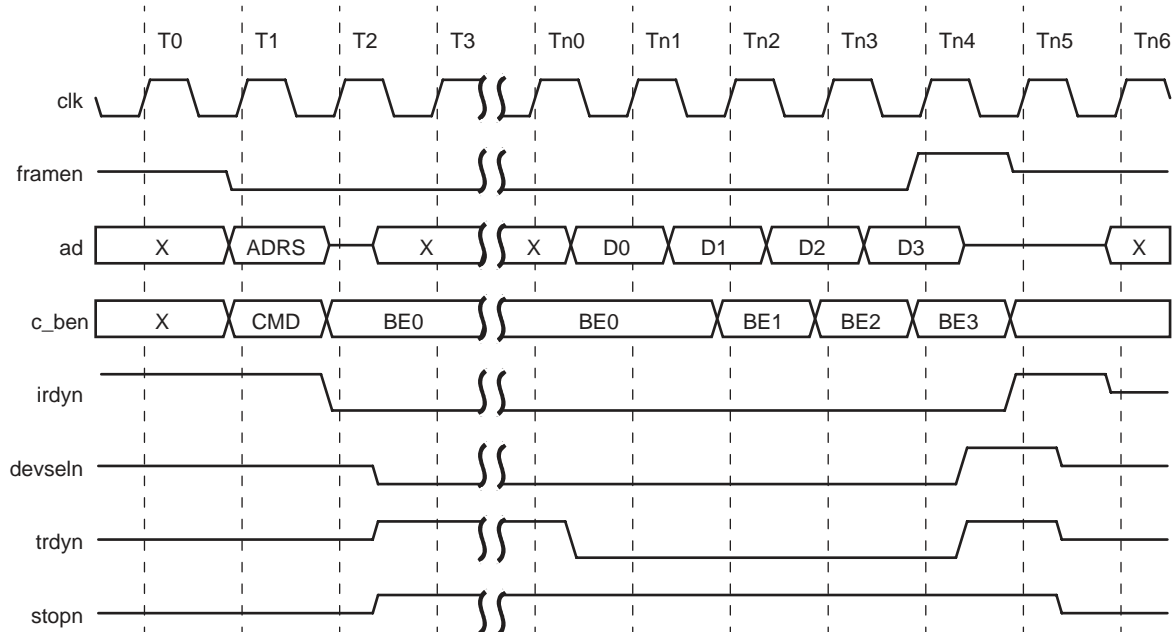 T0 T1 T2 T3 Tn0 Tn1 Tn2 Tn3 Tn4 Tn5 Tn6
clk
framen
ad X ADRS X X D0 D1 D2 D3 X
c_ben X CMD BE0 BE0 BE1 BE2 BE3
irdyn
devseln
trdyn
stopn